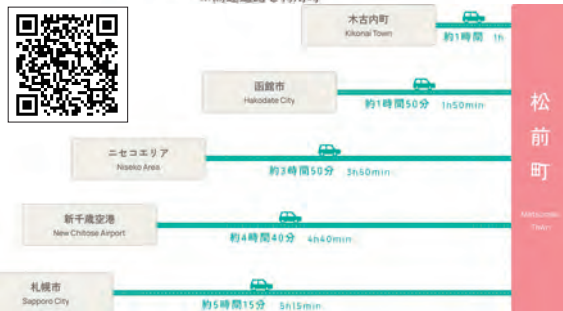 木古内町
Kikonai Town
約1時間 1h
函館市
Hakodate City
約1時間50分 1h50min
ニセコエリア
Niseko Area
約3時間50分 3h50min
新千歳空港
New Chitose Airport
約4時間40分 4h40min
札幌市
Sapporo City
約5時間15分 5h15min
松前町
Matsumae
Town